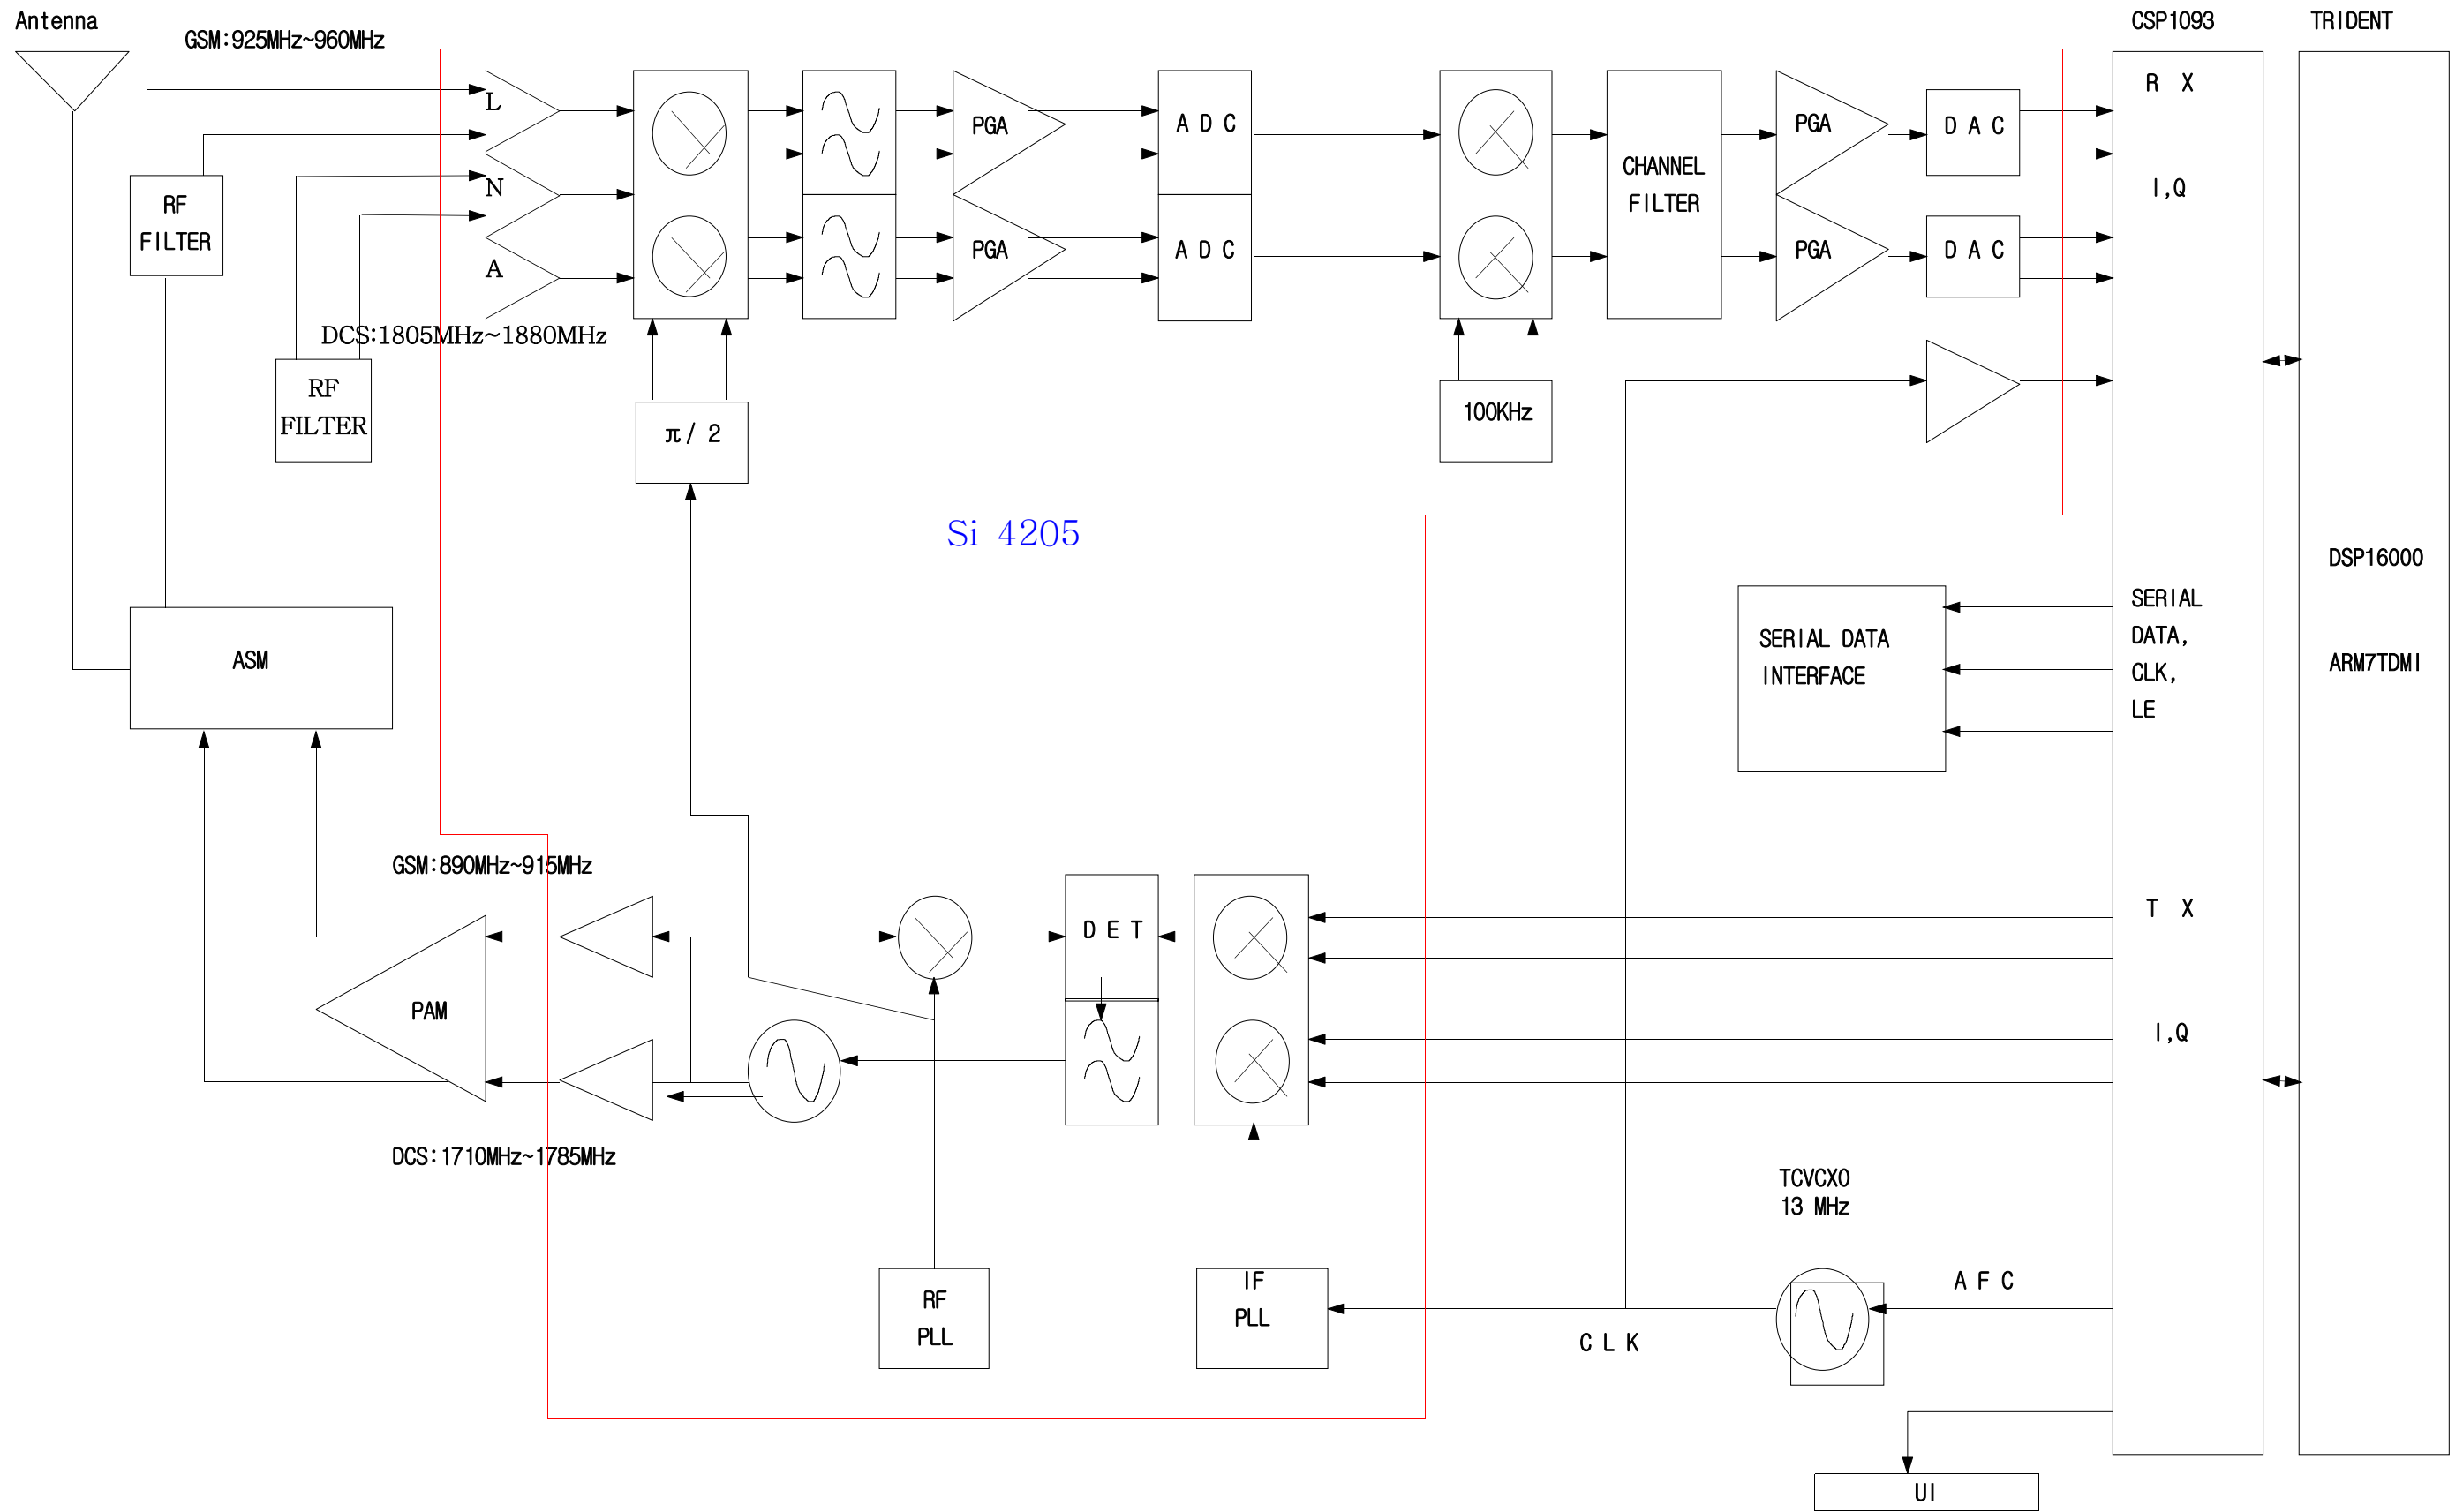 Antenna
CSP1093
TRIDENT
GSM:925MHz~960MHz
R X
L
PGA
A D C
PGA
D A C
CHANNEL
FILTER
N
I,Q
RF
FILTER
A
PGA
A D C
PGA
D A C
DCS:1805MHz~1880MHz
RF
FILTER
π/ 2
100KHz
Si 4205
DSP16000
SERIAL
DATA,
CLK,
LE
SERIAL DATA
INTERFACE
ASM
ARM7TDMI
GSM:890MHz~915MHz
D E T
T X
PAM
I,Q
DCS:1710MHz~1785MHz
TCVCXO
13 MHz
RF
PLL
IF
PLL
A F C
C L K
UI